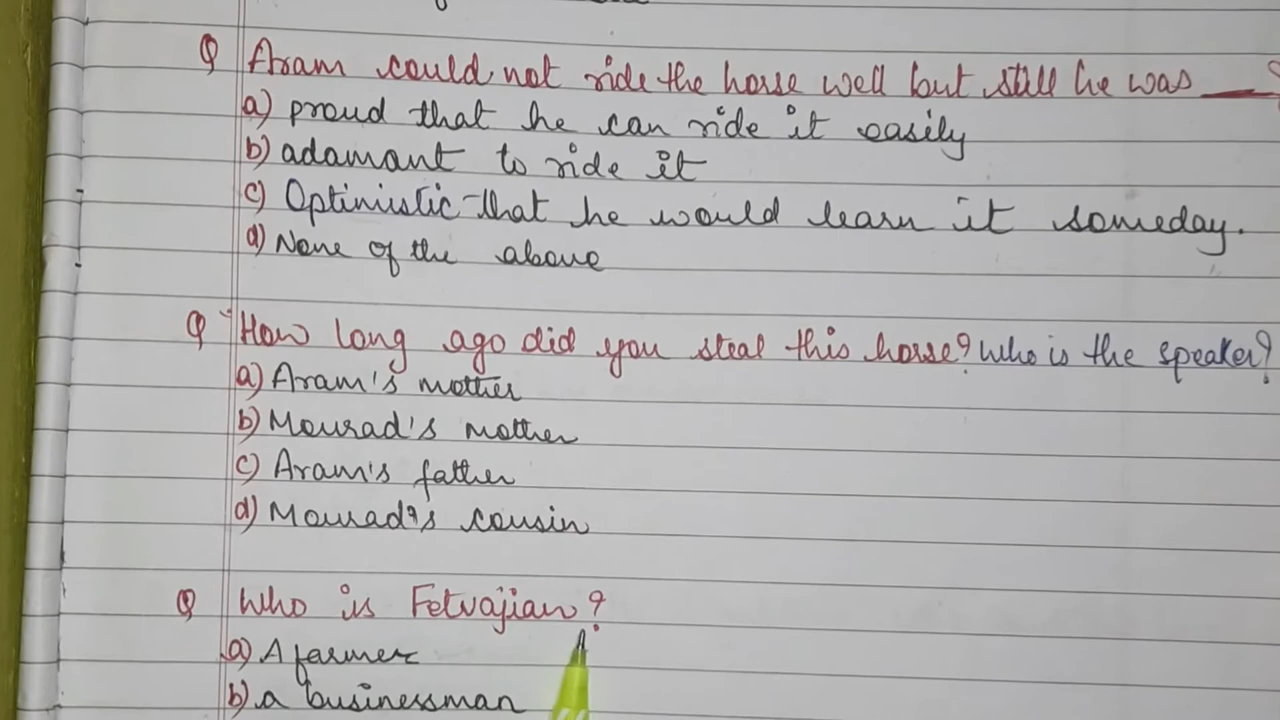 Q Aram could not ride the horse well but still he was ___?
a) proud that he can ride it easily
b) adamant to ride it
c) Optimistic that he would learn it someday.
d) None of the above
Q "How long ago did you steal this horse? Who is the speaker?
a) Aram's mother
b) Mourad's mother
c) Aram's father
d) Mourad's cousin
Q Who is Fetvajian?
a) A farmer
b) a businessman